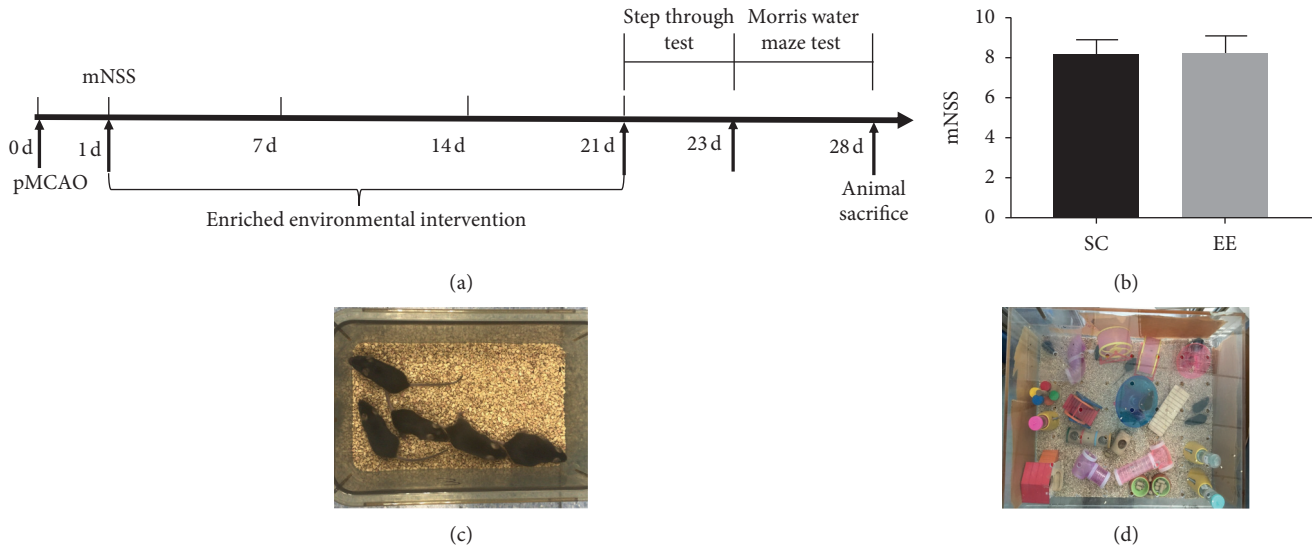 Step through
test
Morris water
maze test
mNSS
0 d
1 d
7 d
14 d
21 d
23 d
28 d
pMCAO
Enriched environmental intervention
Animal
sacrifice
(a)
10
8
6
4
2
0
mNSS
SC
EE
(b)
(c)
(d)